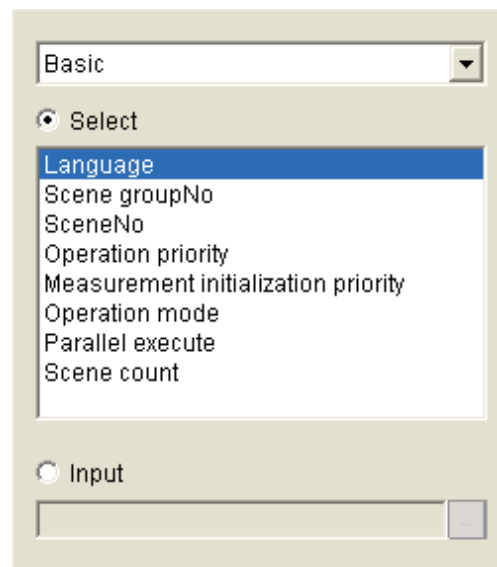 Basic
Select
Language
Scene groupNo
SceneNo
Operation priority
Measurement initialization priority
Operation mode
Parallel execute
Scene count
Input
...